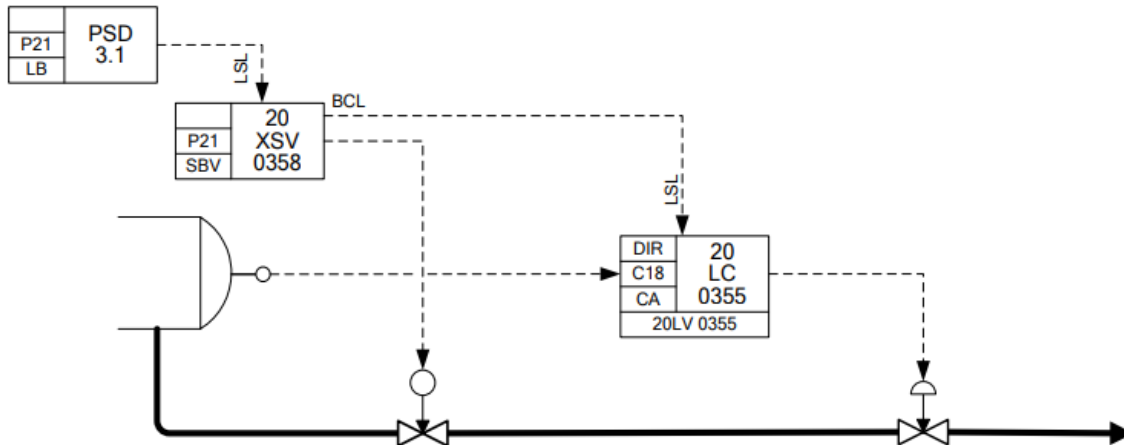 PSD
3.1
P21
LB
LSL
20
XSV
0358
P21
SBV
BCL
LSL
DIR
C18
CA
20
LC
0355
20LV 0355